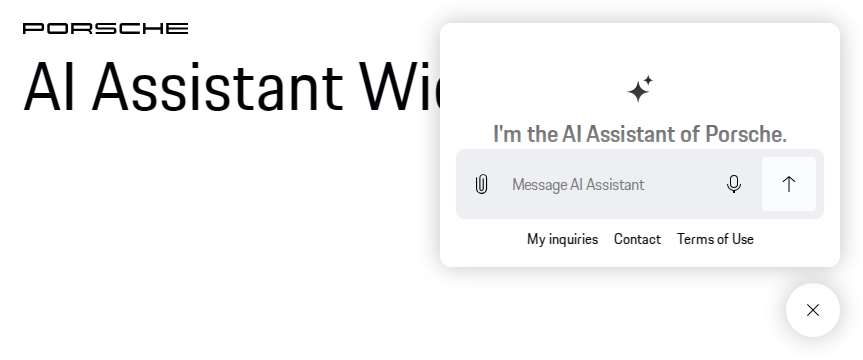 PORSCHE
AI Assistant Wi
I'm the AI Assistant of Porsche.
Message AI Assistant
My inquiries Contact Terms of Use